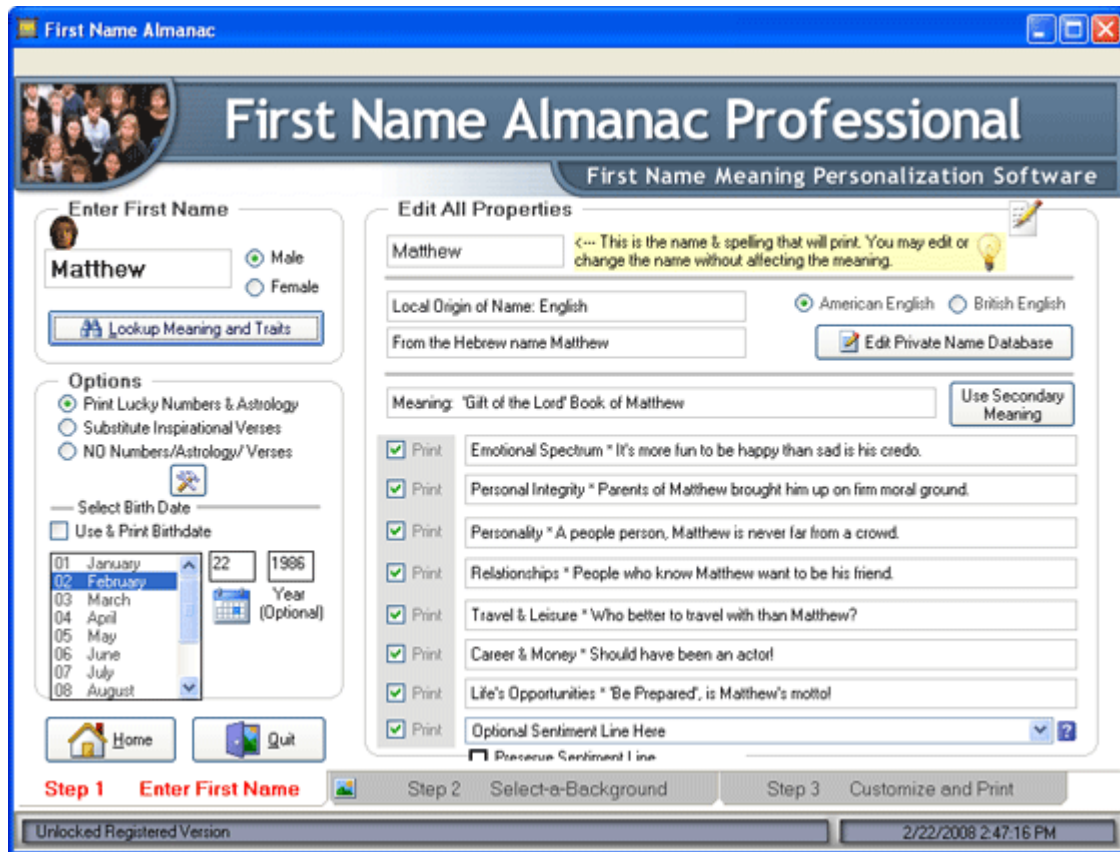 First Name Almanac
First Name Almanac Professional
First Name Meaning Personalization Software
Enter First Name
Matthew
Male
Female
Lookup Meaning and Traits
Options
Print Lucky Numbers & Astrology
Substitute Inspirational Verses
NO Numbers/Astrology/ Verses
Select Birth Date
Use & Print Birthdate
01 January
02 February
03 March
04 April
05 May
06 June
07 July
08 August
22
1986
Year
(Optional)
Home
Quit
Edit All Properties
Matthew
<--- This is the name & spelling that will print. You may edit or
change the name without affecting the meaning.
Local Origin of Name: English
American English
British English
From the Hebrew name Matthew
Edit Private Name Database
Meaning: 'Gift of the Lord' Book of Matthew
Use Secondary
Meaning
Print Emotional Spectrum * It's more fun to be happy than sad is his credo.
Print Personal Integrity * Parents of Matthew brought him up on firm moral ground.
Print Personality * A people person, Matthew is never far from a crowd.
Print Relationships * People who know Matthew want to be his friend.
Print Travel & Leisure * Who better to travel with than Matthew?
Print Career & Money * Should have been an actor!
Print Life's Opportunities * 'Be Prepared', is Matthew's motto!
Print Optional Sentiment Line Here
?
Preserve Sentiment Line
Step 1 Enter First Name
Step 2 Select-a-Background
Step 3 Customize and Print
Unlocked Registered Version
2/22/2008 2:47:16 PM